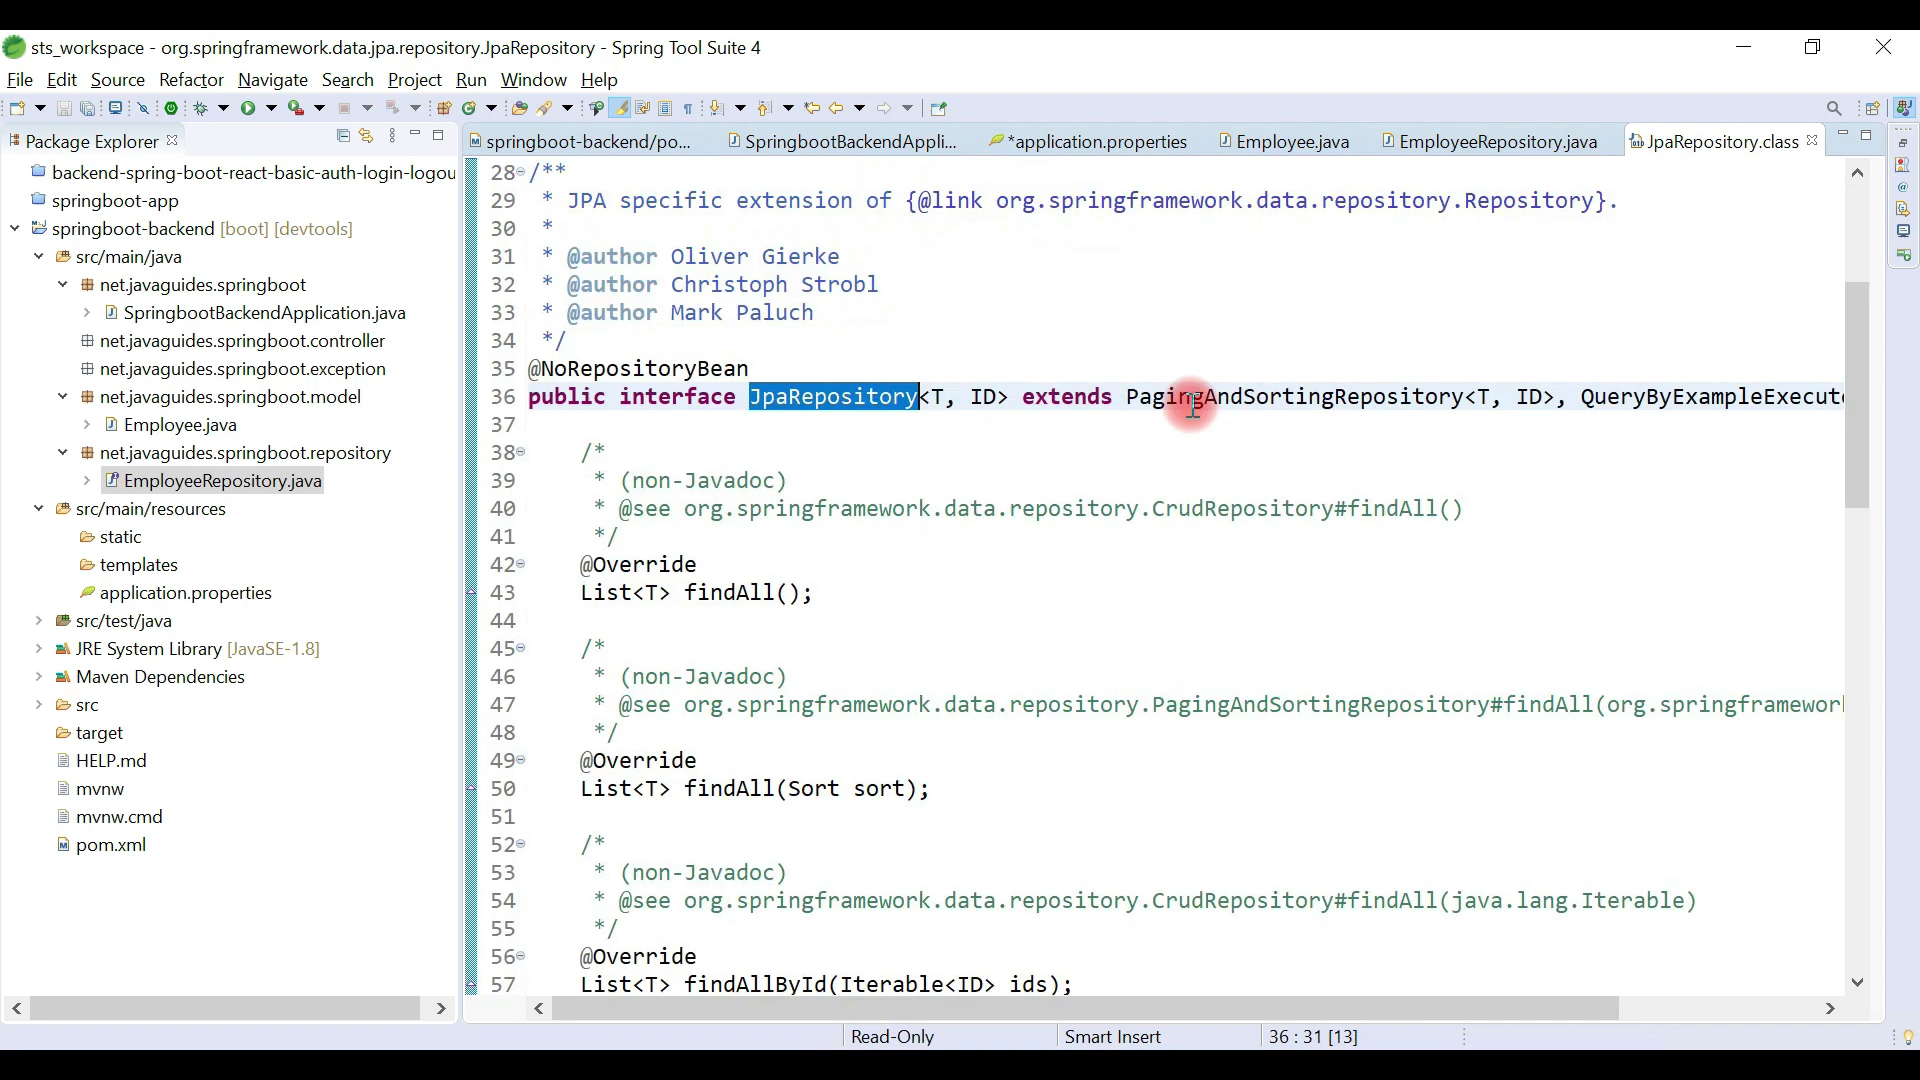 sts_workspace - org.springframework.data.jpa.repository.JpaRepository - Spring Tool Suite 4
File Edit Source Refactor Navigate Search Project Run Window Help
Package Explorer
backend-spring-boot-react-basic-auth-login-logou
springboot-app
springboot-backend [boot] [devtools]
src/main/java
net.javaguides.springboot
SpringbootBackendApplication.java
net.javaguides.springboot.controller
net.javaguides.springboot.exception
net.javaguides.springboot.model
Employee.java
net.javaguides.springboot.repository
EmployeeRepository.java
src/main/resources
static
templates
application.properties
src/test/java
JRE System Library [JavaSE-1.8]
Maven Dependencies
src
target
HELP.md
mvnw
mvnw.cmd
pom.xml
springboot-backend/po... SpringbootBackendAppli... *application.properties Employee.java EmployeeRepository.java JpaRepository.class
28 /**
29 * JPA specific extension of {@link org.springframework.data.repository.Repository}.
30 *
31 * @author Oliver Gierke
32 * @author Christoph Strobl
33 * @author Mark Paluch
34 */
35 @NoRepositoryBean
36 public interface JpaRepository<T, ID> extends PagingAndSortingRepository<T, ID>, QueryByExampleExecut
37
38 /*
39 * (non-Javadoc)
40 * @see org.springframework.data.repository.CrudRepository#findAll()
41 */
42 @Override
43 List<T> findAll();
44
45 /*
46 * (non-Javadoc)
47 * @see org.springframework.data.repository.PagingAndSortingRepository#findAll(org.springframewor
48 */
49 @Override
50 List<T> findAll(Sort sort);
51
52 /*
53 * (non-Javadoc)
54 * @see org.springframework.data.repository.CrudRepository#findAll(java.lang.Iterable)
55 */
56 @Override
57 List<T> findAllById(Iterable<ID> ids);
Read-Only Smart Insert 36 : 31 [13]